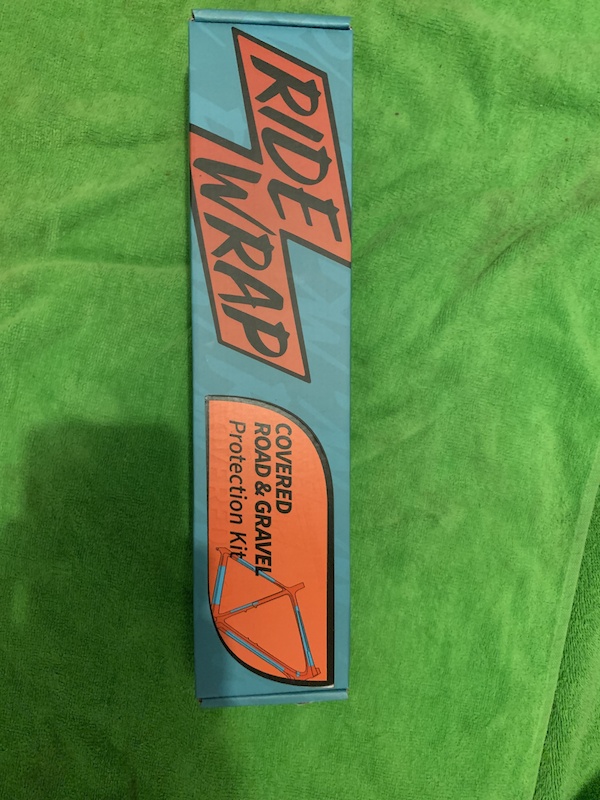 RIDE
WRAP
COVERED
ROAD & GRAVEL
Protection Kit